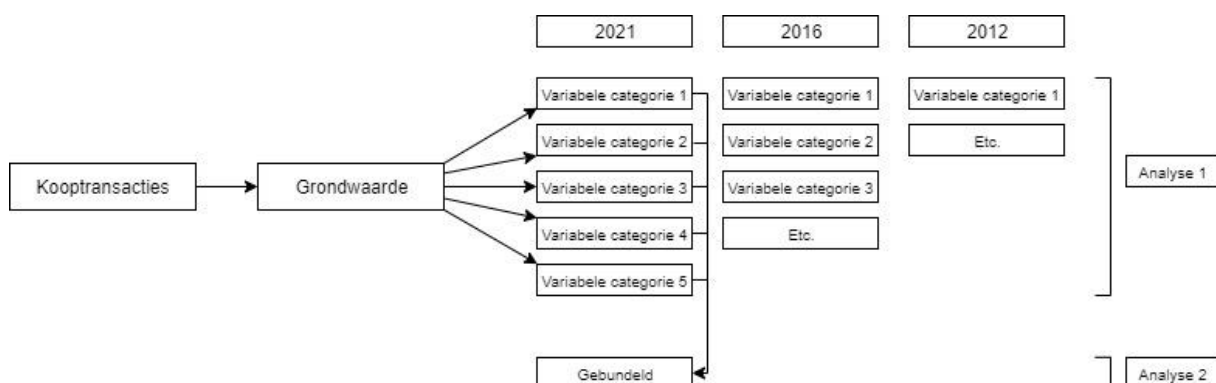 2021
2016
2012
Variabele categorie 1
Variabele categorie 1
Variabele categorie 1
Variabele categorie 2
Variabele categorie 2
Etc.
Kooptransacties
Grondwaarde
Variabele categorie 3
Variabele categorie 3
Analyse 1
Variabele categorie 4
Etc.
Variabele categorie 5
Gebundeld
Analyse 2